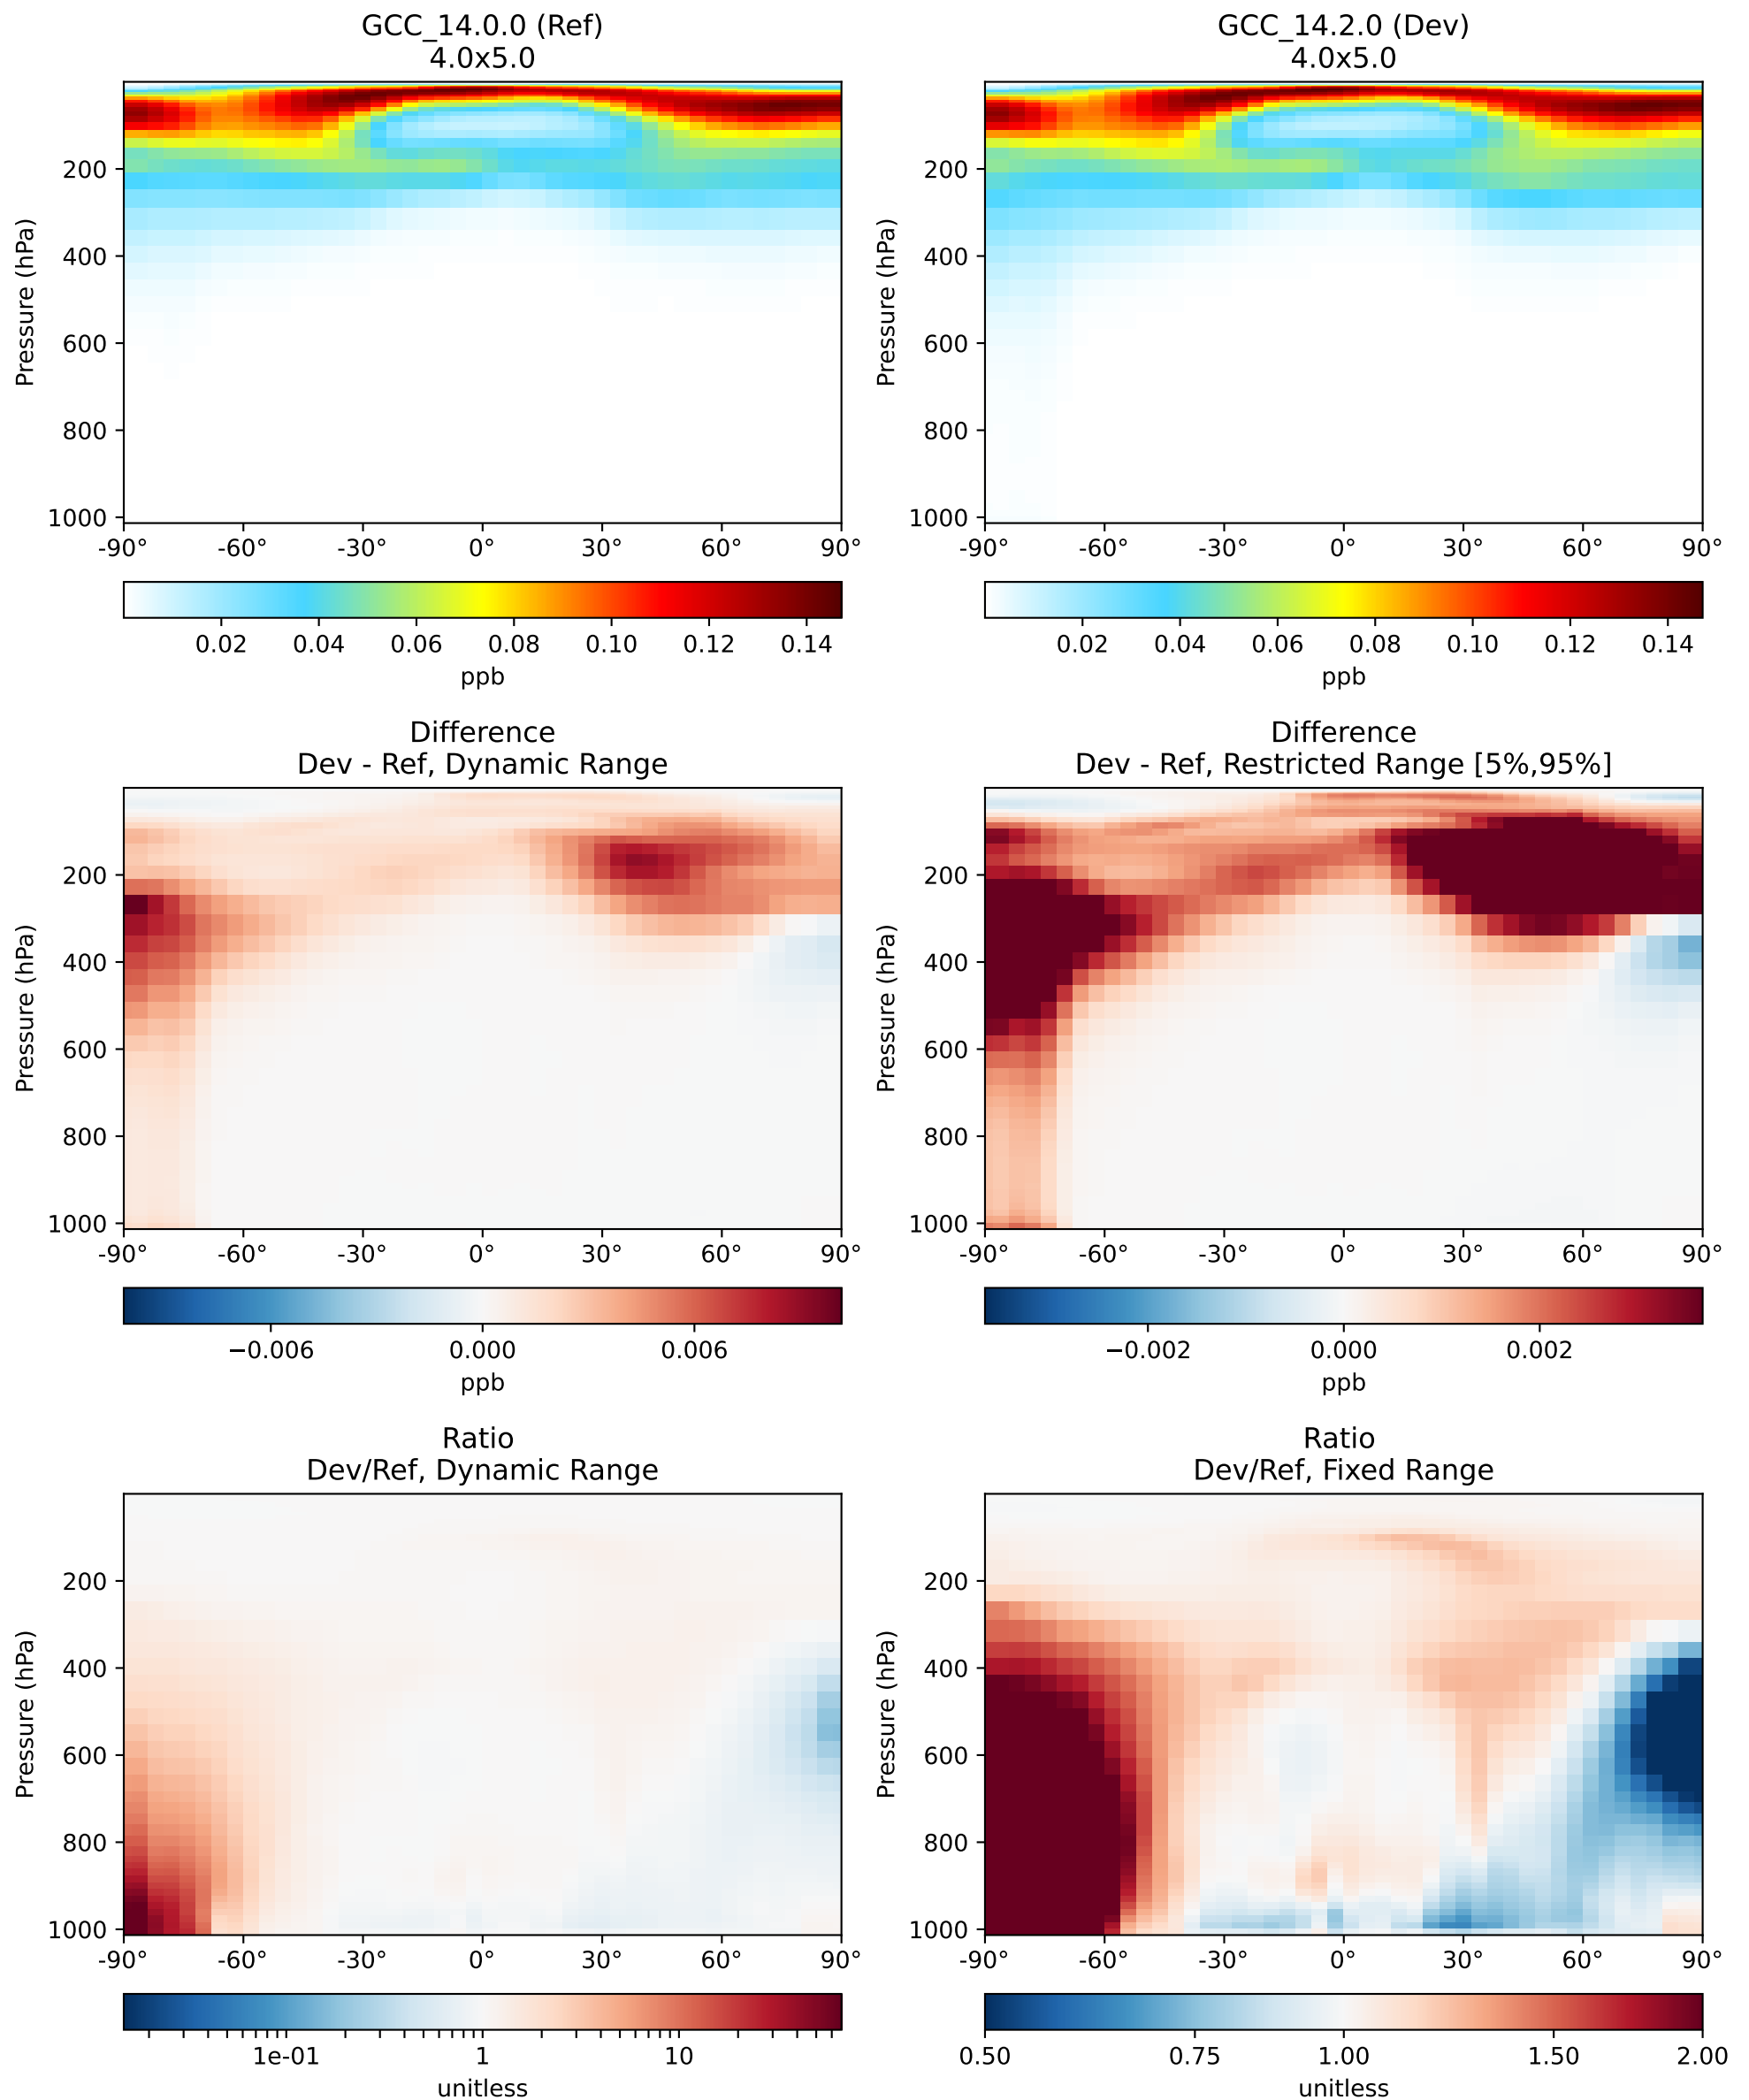 GCC_14.0.0 (Ref)
4.0x5.0
GCC_14.2.0 (Dev)
4.0x5.0
Pressure (hPa)
200
400
600
800
1000
-90° -60° -30° 0° 30° 60° 90°
0.02 0.04 0.06 0.08 0.10 0.12 0.14
ppb
Pressure (hPa)
200
400
600
800
1000
-90° -60° -30° 0° 30° 60° 90°
0.02 0.04 0.06 0.08 0.10 0.12 0.14
ppb
Difference
Dev - Ref, Dynamic Range
Pressure (hPa)
200
400
600
800
1000
-90° -60° -30° 0° 30° 60° 90°
−0.006 0.000 0.006
ppb
Difference
Dev - Ref, Restricted Range [5%,95%]
Pressure (hPa)
200
400
600
800
1000
-90° -60° -30° 0° 30° 60° 90°
−0.002 0.000 0.002
ppb
Ratio
Dev/Ref, Dynamic Range
Pressure (hPa)
200
400
600
800
1000
-90° -60° -30° 0° 30° 60° 90°
1e-01 1 10
unitless
Ratio
Dev/Ref, Fixed Range
Pressure (hPa)
200
400
600
800
1000
-90° -60° -30° 0° 30° 60° 90°
0.50 0.75 1.00 1.50 2.00
unitless